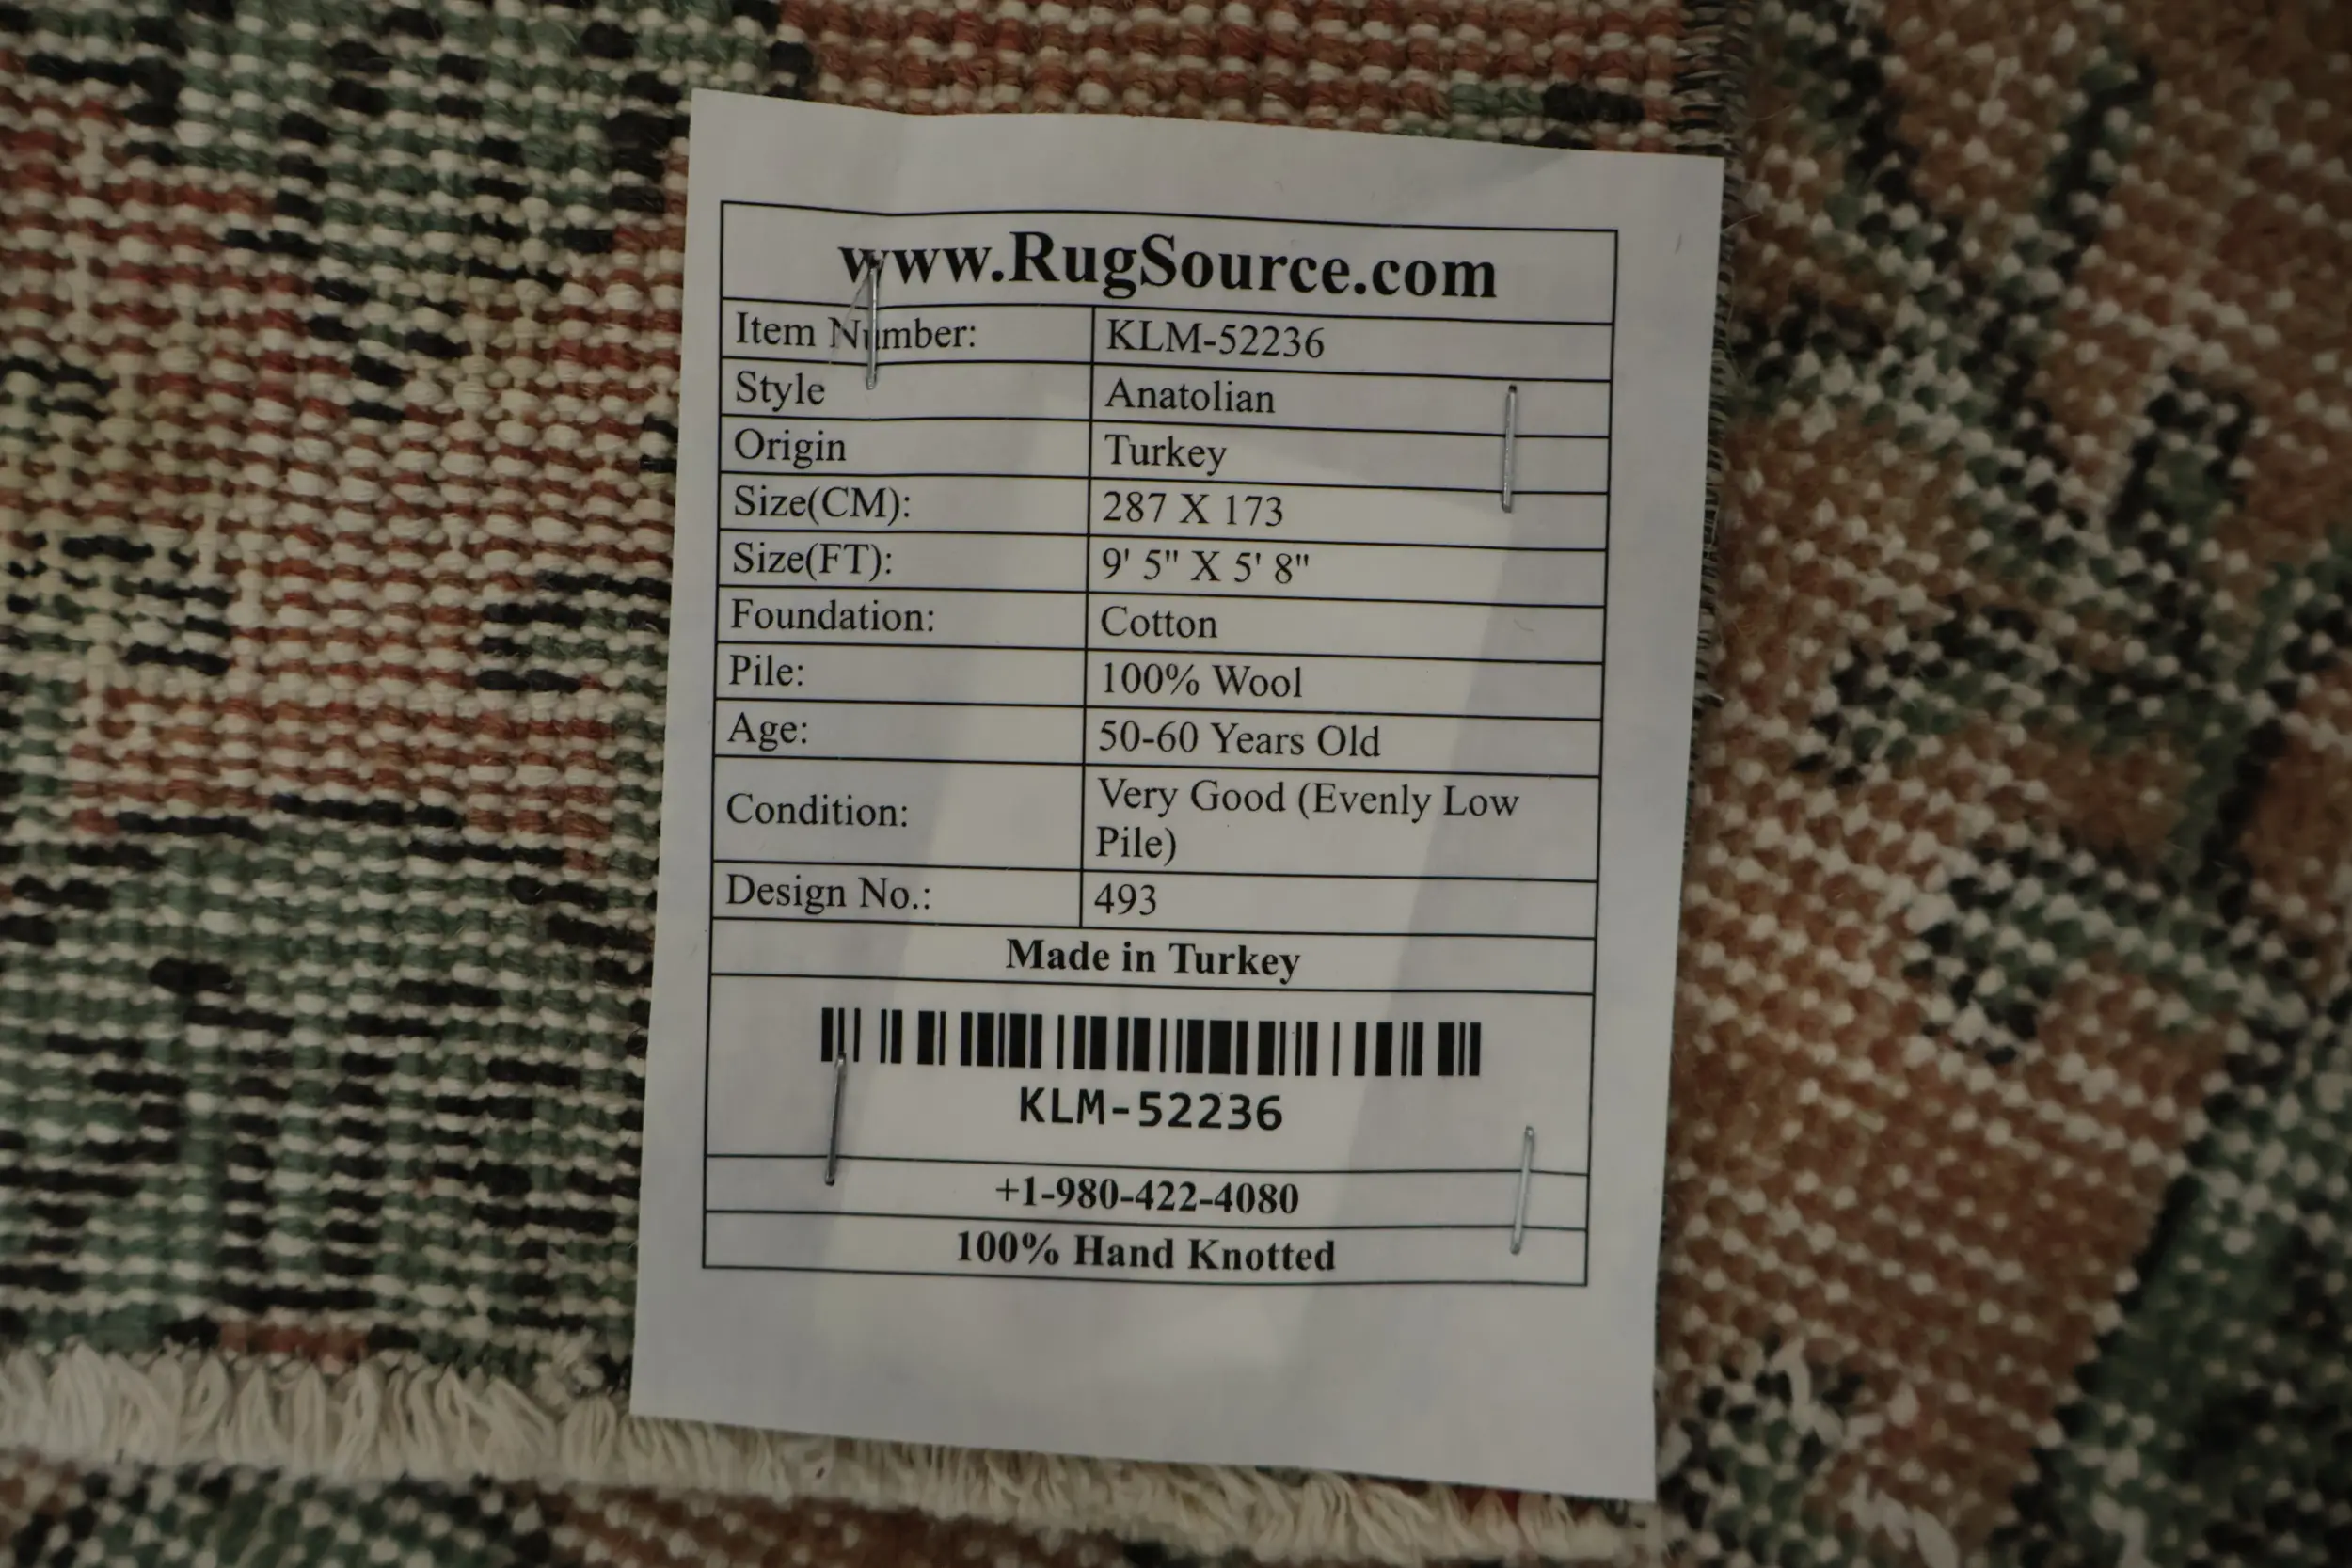 www.RugSource.com
Item Number: KLM-52236
Style Anatolian
Origin Turkey
Size(CM): 287 X 173
Size(FT): 9' 5" X 5' 8"
Foundation: Cotton
Pile: 100% Wool
Age: 50-60 Years Old
Condition: Very Good (Evenly Low
Pile)
Design No.: 493
Made in Turkey
KLM-52236
+1-980-422-4080
100% Hand Knotted